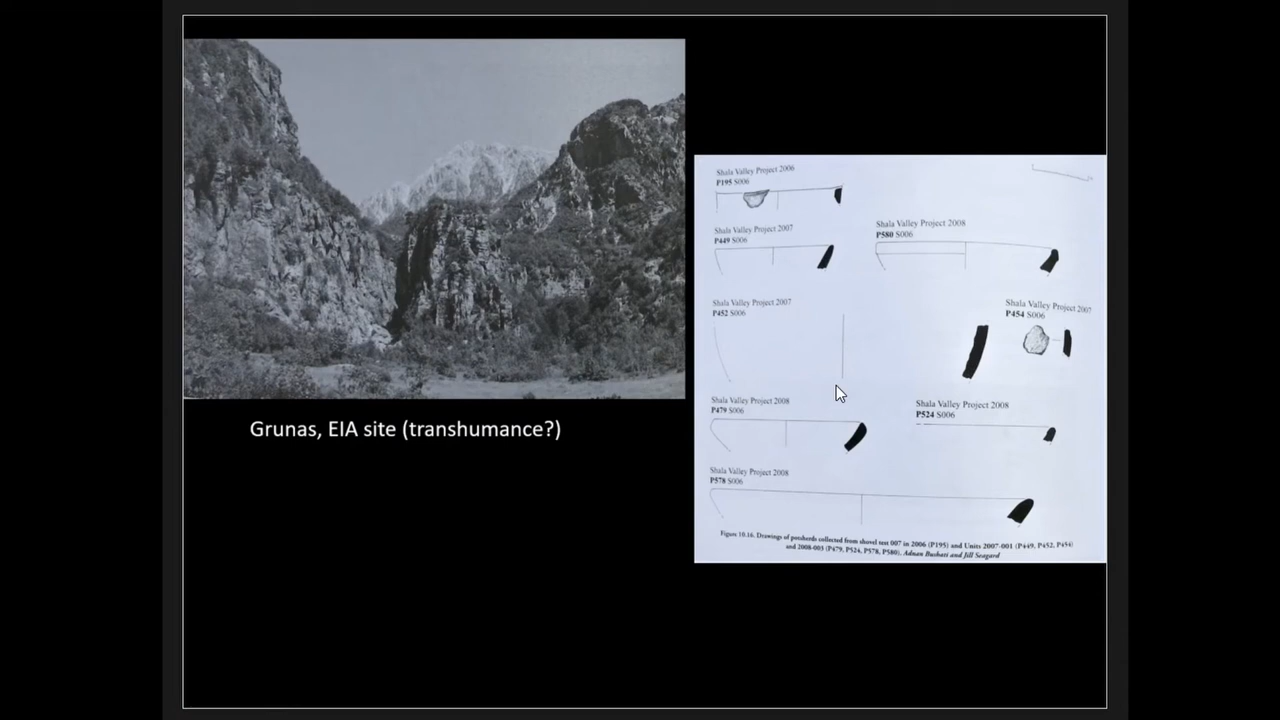 Grunas, EIA site (transhumance?)
Shala Valley Project 2006
P195 S006
Shala Valley Project 2007
P449 S006
Shala Valley Project 2008
P580 S006
Shala Valley Project 2007
P452 S006
Shala Valley Project 2007
P454 S006
Shala Valley Project 2008
P479 S006
Shala Valley Project 2008
P524 S006
Shala Valley Project 2008
P578 S006
Figure 10.16. Drawings of potsherds collected from shovel test 007 in 2006 (P195) and Units 2007-001 (P449, P452, P454)
and 2008-003 (P479, P524, P578, P580). Adnan Bushati and Jill Seagard